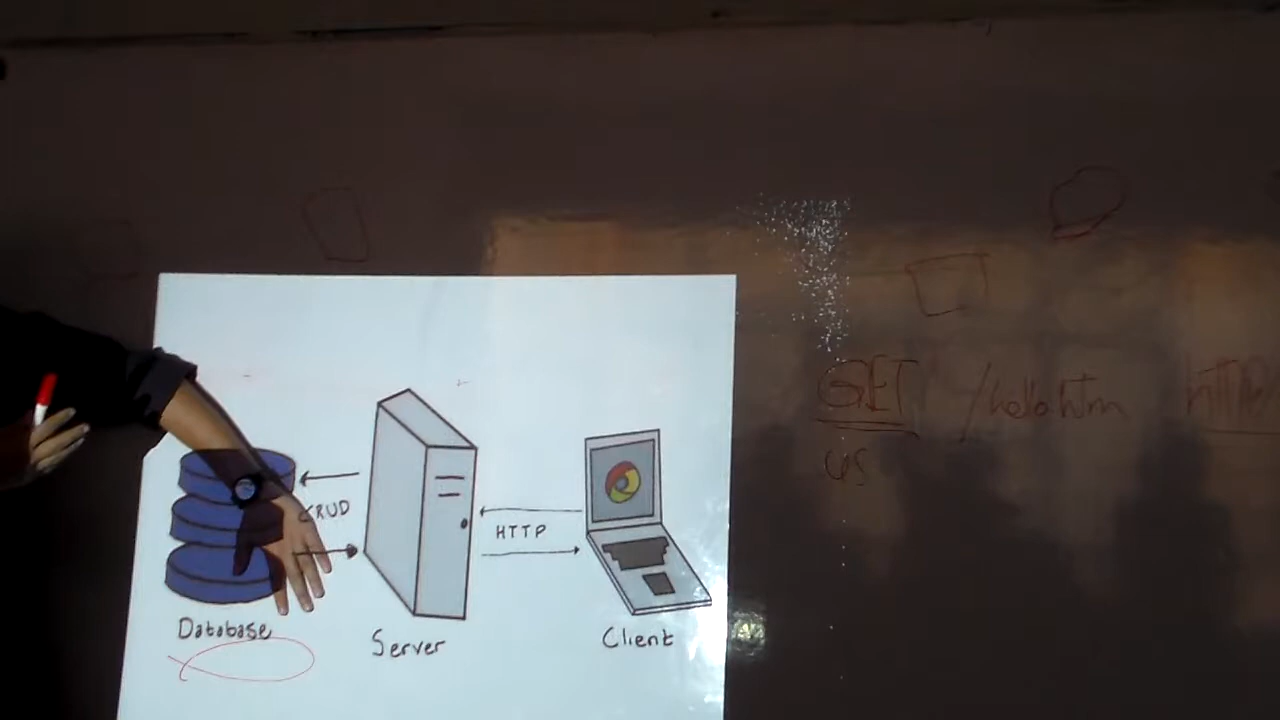 GET /hello.htm
CRUD
HTTP
Database
Server
Client